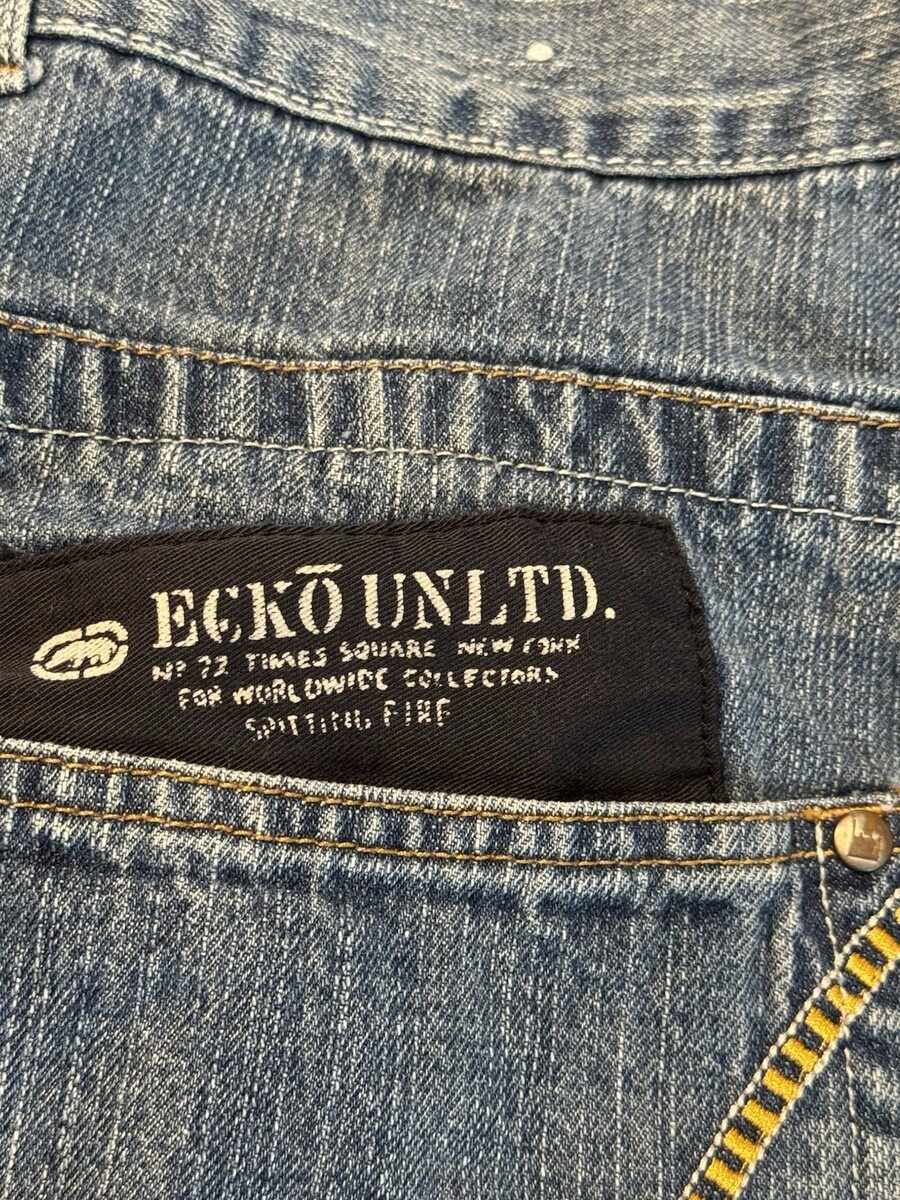 ECKŌ UNLTD.
Nº 72 TIMES SQUARE NEW YORK
FOR WORLDWIDE COLLECTORS
SPITTING FIRE